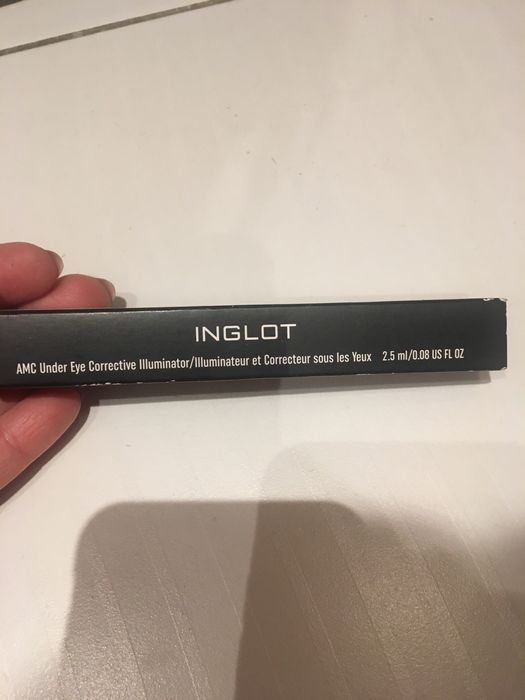 INGLOT
AMC Under Eye Corrective Illuminator/Illuminateur et Correcteur sous les Yeux 2.5 ml/0.08 US FL OZ